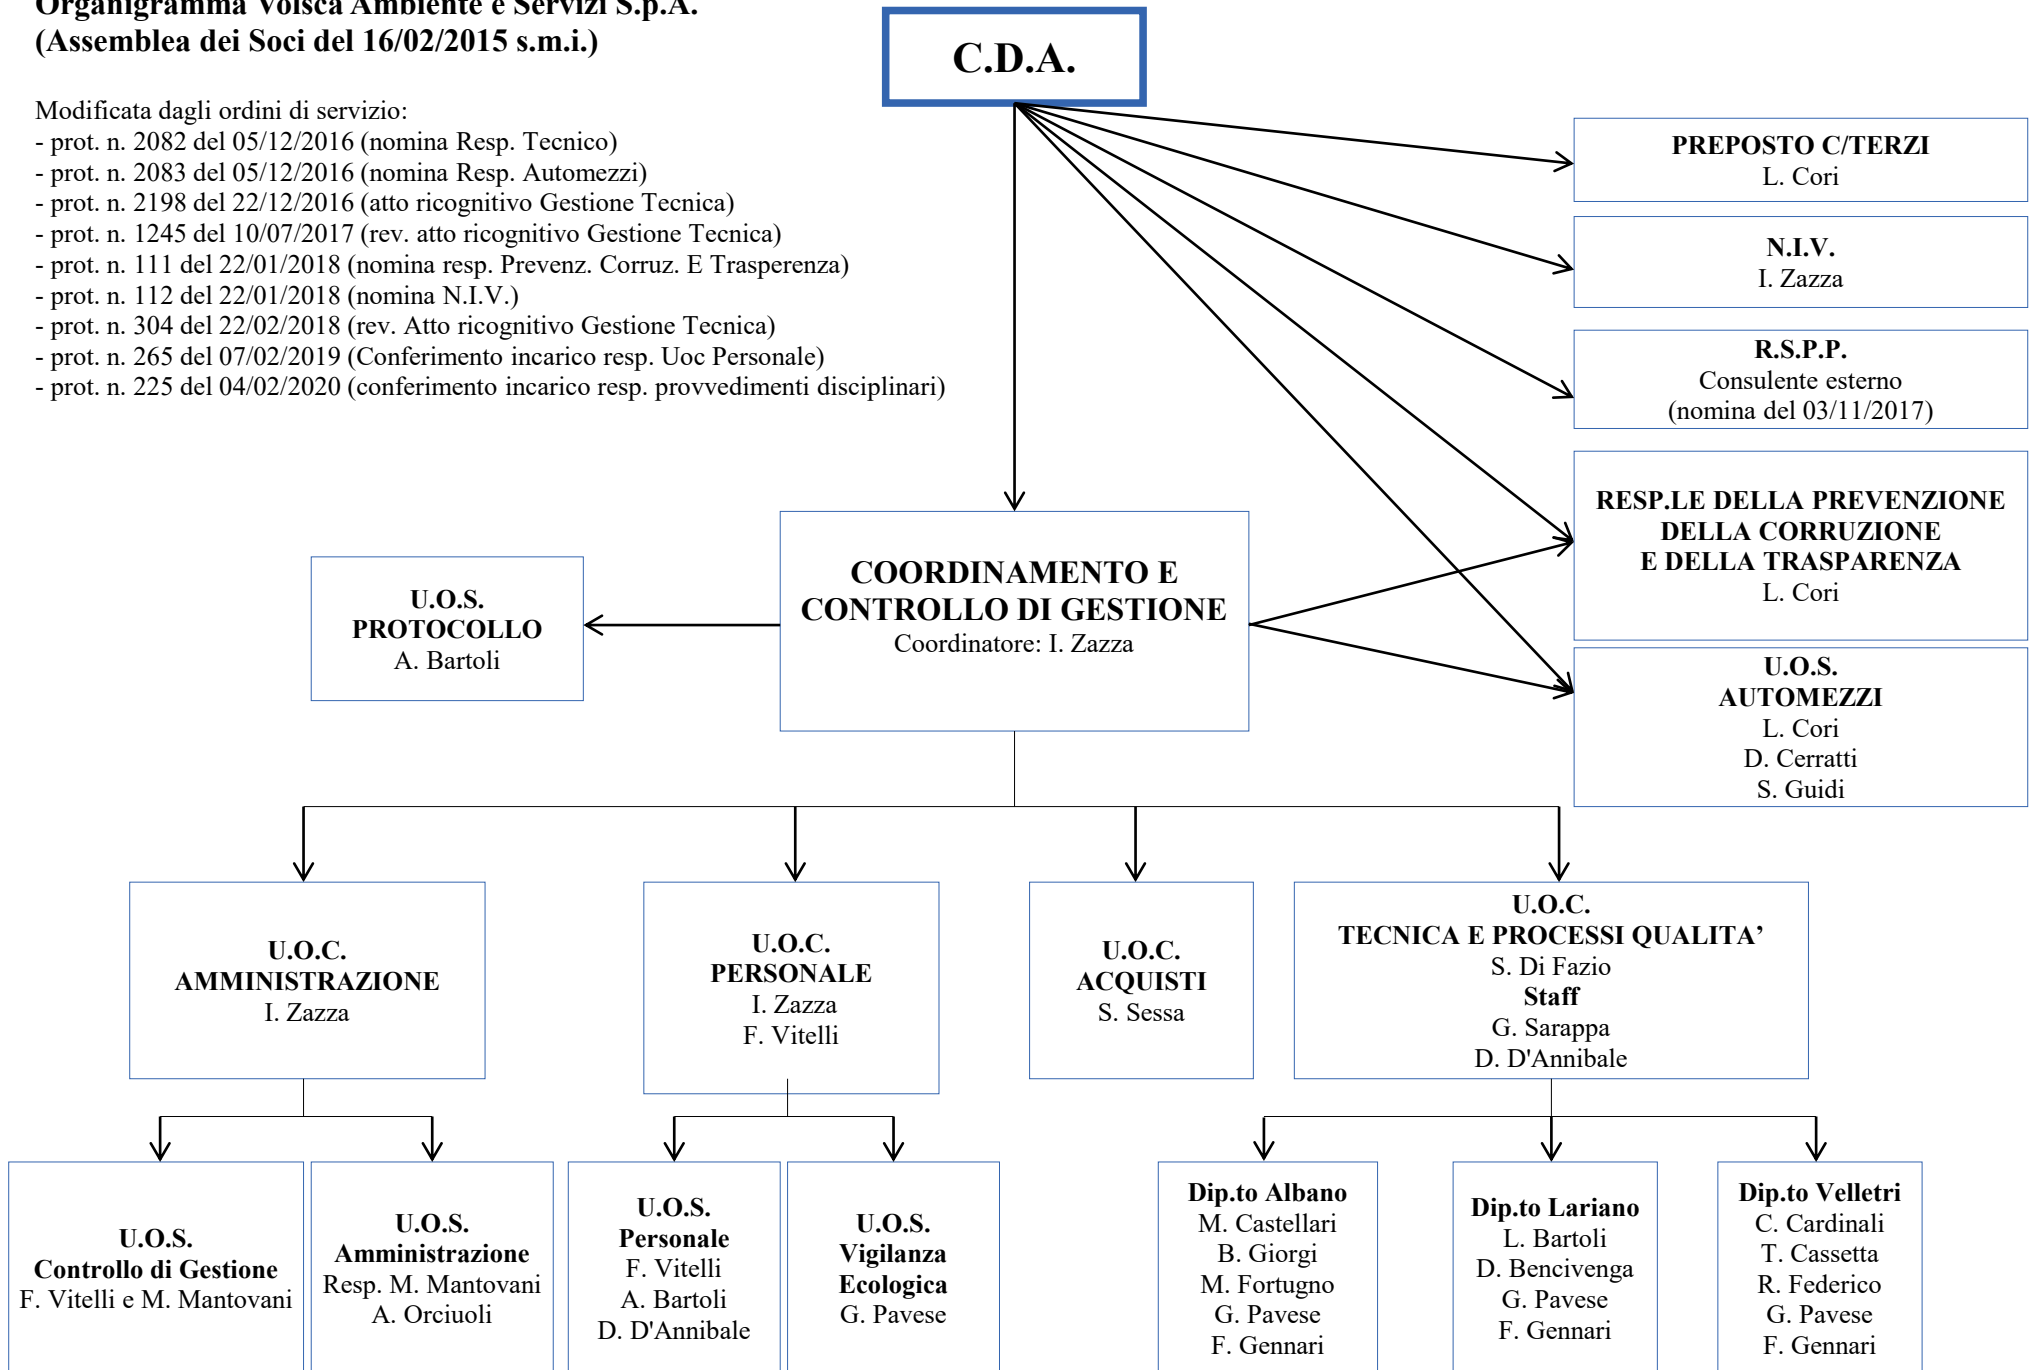 Organigramma Volsca Ambiente e Servizi S.p.A.
(Assemblea dei Soci del 16/02/2015 s.m.i.)
Modificata dagli ordini di servizio:
- prot. n. 2082 del 05/12/2016 (nomina Resp. Tecnico)
- prot. n. 2083 del 05/12/2016 (nomina Resp. Automezzi)
- prot. n. 2198 del 22/12/2016 (atto ricognitivo Gestione Tecnica)
- prot. n. 1245 del 10/07/2017 (rev. atto ricognitivo Gestione Tecnica)
- prot. n. 111 del 22/01/2018 (nomina resp. Prevenz. Corruz. E Trasperenza)
- prot. n. 112 del 22/01/2018 (nomina N.I.V.)
- prot. n. 304 del 22/02/2018 (rev. Atto ricognitivo Gestione Tecnica)
- prot. n. 265 del 07/02/2019 (Conferimento incarico resp. Uoc Personale)
- prot. n. 225 del 04/02/2020 (conferimento incarico resp. provvedimenti disciplinari)
C.D.A.
PREPOSTO C/TERZI
L. Cori
N.I.V.
I. Zazza
R.S.P.P.
Consulente esterno
(nomina del 03/11/2017)
RESP.LE DELLA PREVENZIONE
DELLA CORRUZIONE
E DELLA TRASPARENZA
L. Cori
U.O.S.
AUTOMEZZI
L. Cori
D. Cerratti
S. Guidi
COORDINAMENTO E
CONTROLLO DI GESTIONE
Coordinatore: I. Zazza
U.O.S.
PROTOCOLLO
A. Bartoli
U.O.C.
AMMINISTRAZIONE
I. Zazza
U.O.C.
PERSONALE
I. Zazza
F. Vitelli
U.O.C.
ACQUISTI
S. Sessa
U.O.C.
TECNICA E PROCESSI QUALITA’
S. Di Fazio
Staff
G. Sarappa
D. D'Annibale
U.O.S.
Controllo di Gestione
F. Vitelli e M. Mantovani
U.O.S.
Amministrazione
Resp. M. Mantovani
A. Orciuoli
U.O.S.
Personale
F. Vitelli
A. Bartoli
D. D'Annibale
U.O.S.
Vigilanza
Ecologica
G. Pavese
Dip.to Albano
M. Castellari
B. Giorgi
M. Fortugno
G. Pavese
F. Gennari
Dip.to Lariano
L. Bartoli
D. Bencivenga
G. Pavese
F. Gennari
Dip.to Velletri
C. Cardinali
T. Cassetta
R. Federico
G. Pavese
F. Gennari